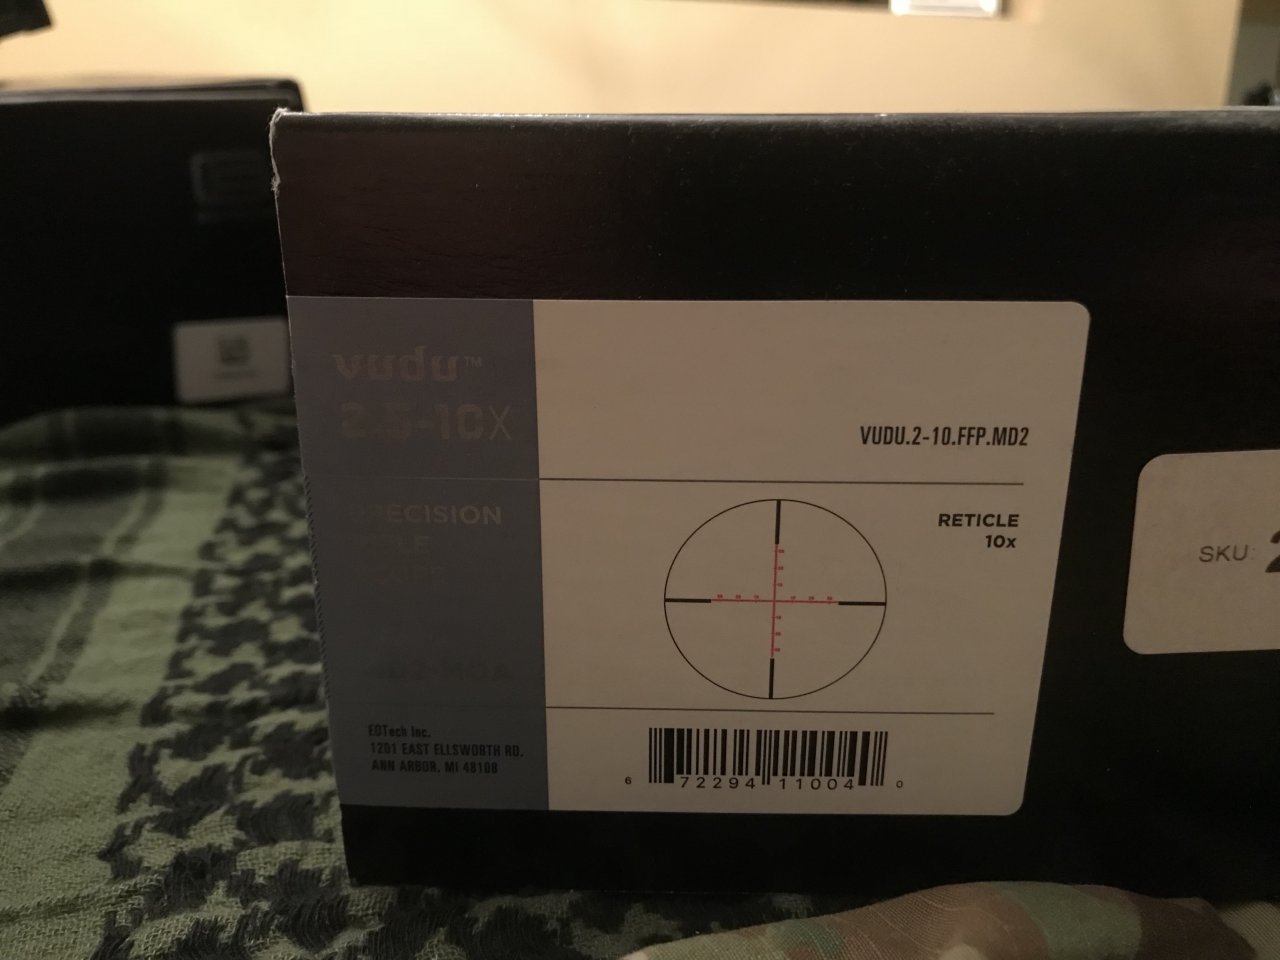 vudu™
2.5-10X
VUDU.2-10.FFP.MD2
PRECISION
RETICLE
10x
SKU:
EOTech Inc.
1201 EAST ELLSWORTH RD.
ANN ARBOR, MI 48108
6 72294 11004 0